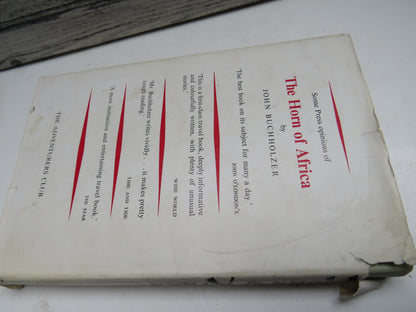 Some Press opinions of
The Horn of Africa
by
JOHN BUCHHOLZER
'The best book on its subject for many a day.'
JOHN O'LONDON'S
'This is a first-class travel book, deeply informative
and colourfully written, with plenty of unusual
stories.'
WIDE WORLD
'Mr. Buchholzer writes vividly . . . it makes pretty
tough reading.'
TIME AND TIDE
'A most instructive and entertaining travel book.'
THE STAR
THE ADVENTURERS CLUB